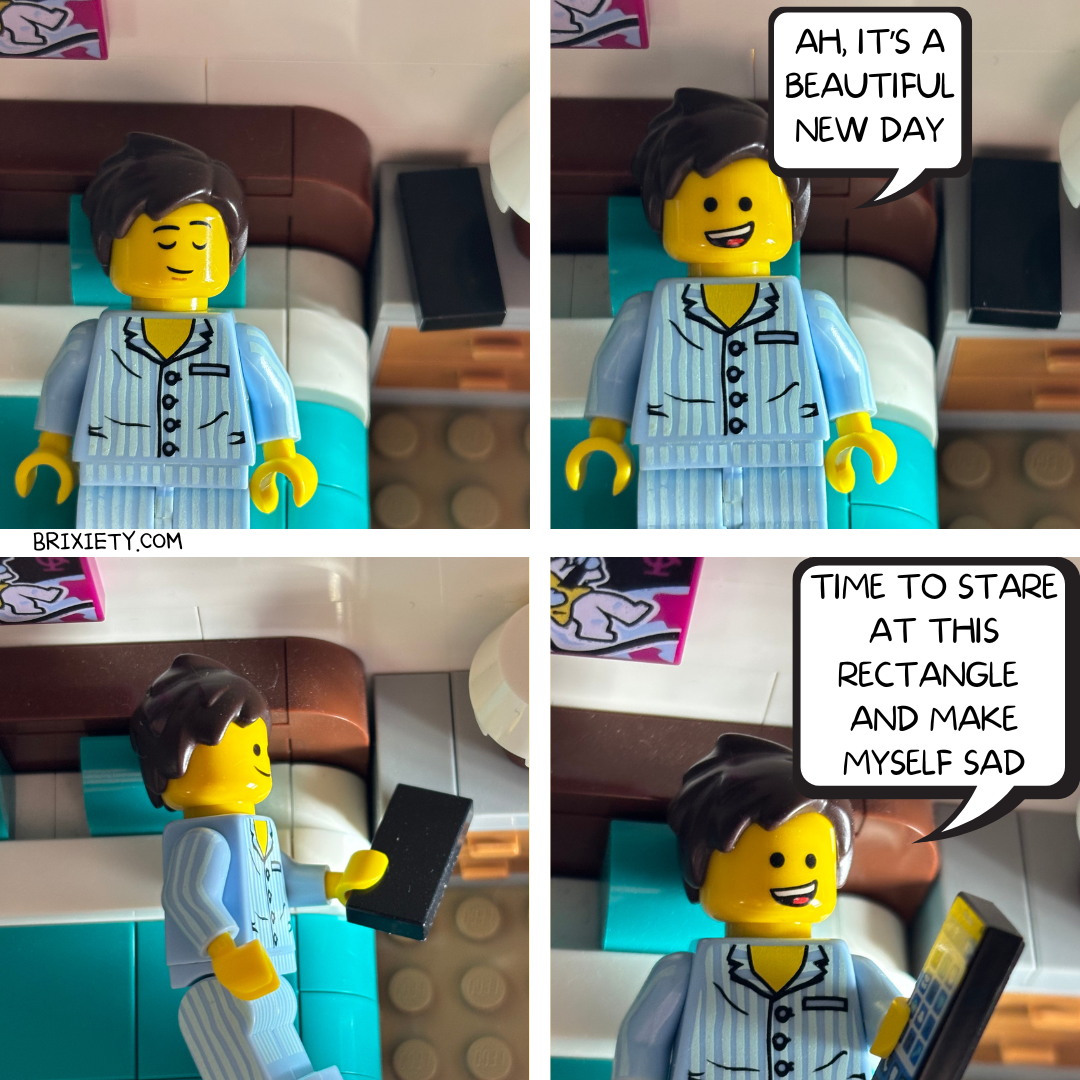 AH, IT'S A
BEAUTIFUL
NEW DAY
BRIXIETY.COM
TIME TO STARE
AT THIS
RECTANGLE
AND MAKE
MYSELF SAD